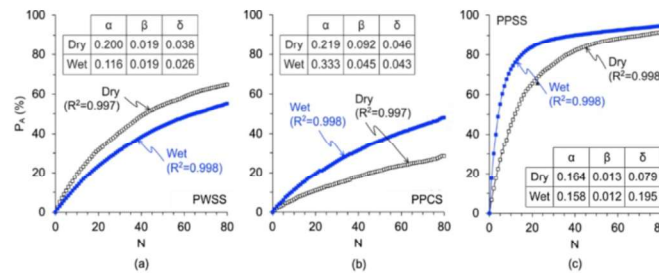 α β δ
Dry 0.200 0.019 0.038
Wet 0.116 0.019 0.026
Dry
(R²=0.997)
Wet
(R²=0.998)
PWSS
100
80
60
40
20
0
P_A (%)
0 20 40 60 80
N
(a)
α β δ
Dry 0.219 0.092 0.046
Wet 0.333 0.045 0.043
Wet
(R²=0.998)
Dry
(R²=0.997)
PPCS
100
80
60
40
20
0
0 20 40 60 80
N
(b)
PPSS
Wet
(R²=0.998)
Dry
(R²=0.998)
α β δ
Dry 0.164 0.013 0.079
Wet 0.158 0.012 0.195
100
80
60
40
20
0
0 20 40 60 80
N
(c)